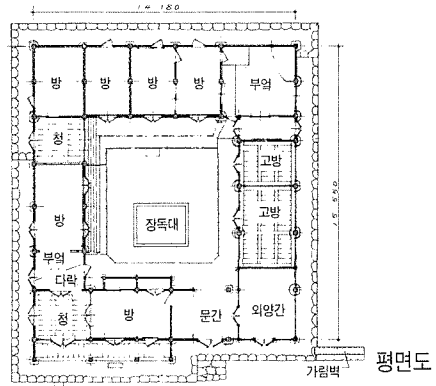 14.180
방 방 방 방 부엌
청
고방
15.550
방 장독대 고방
부엌
다락
청 방 문간 외양간
가림벽 평면도